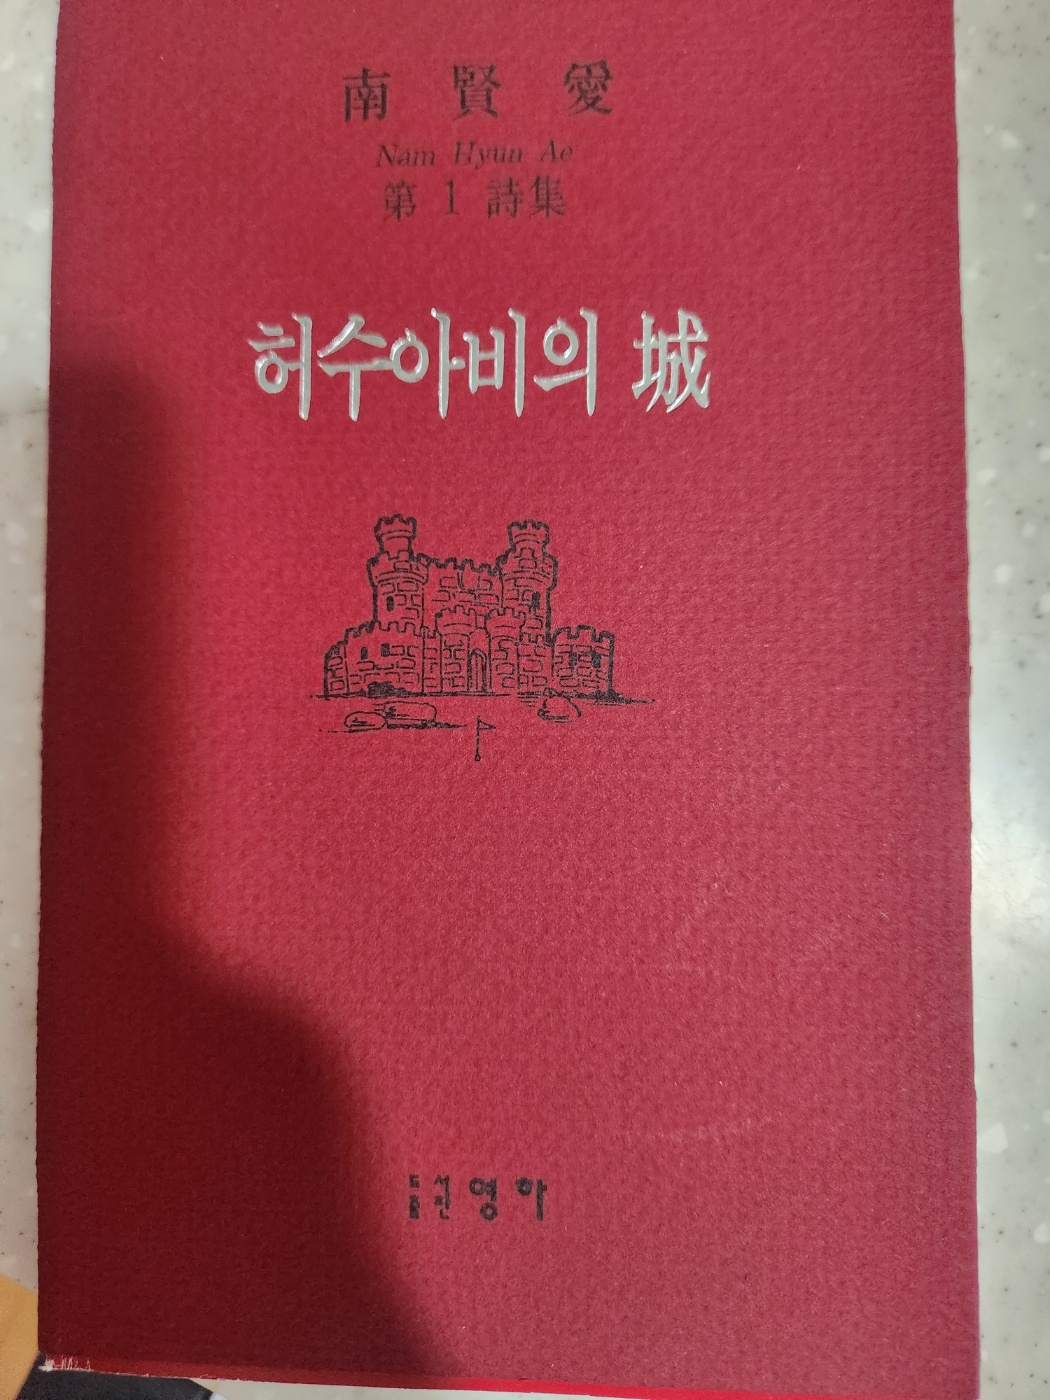 南 賢 愛
Nam Hyun Ae
第 1 詩集
허수아비의 城
도서출판 영하